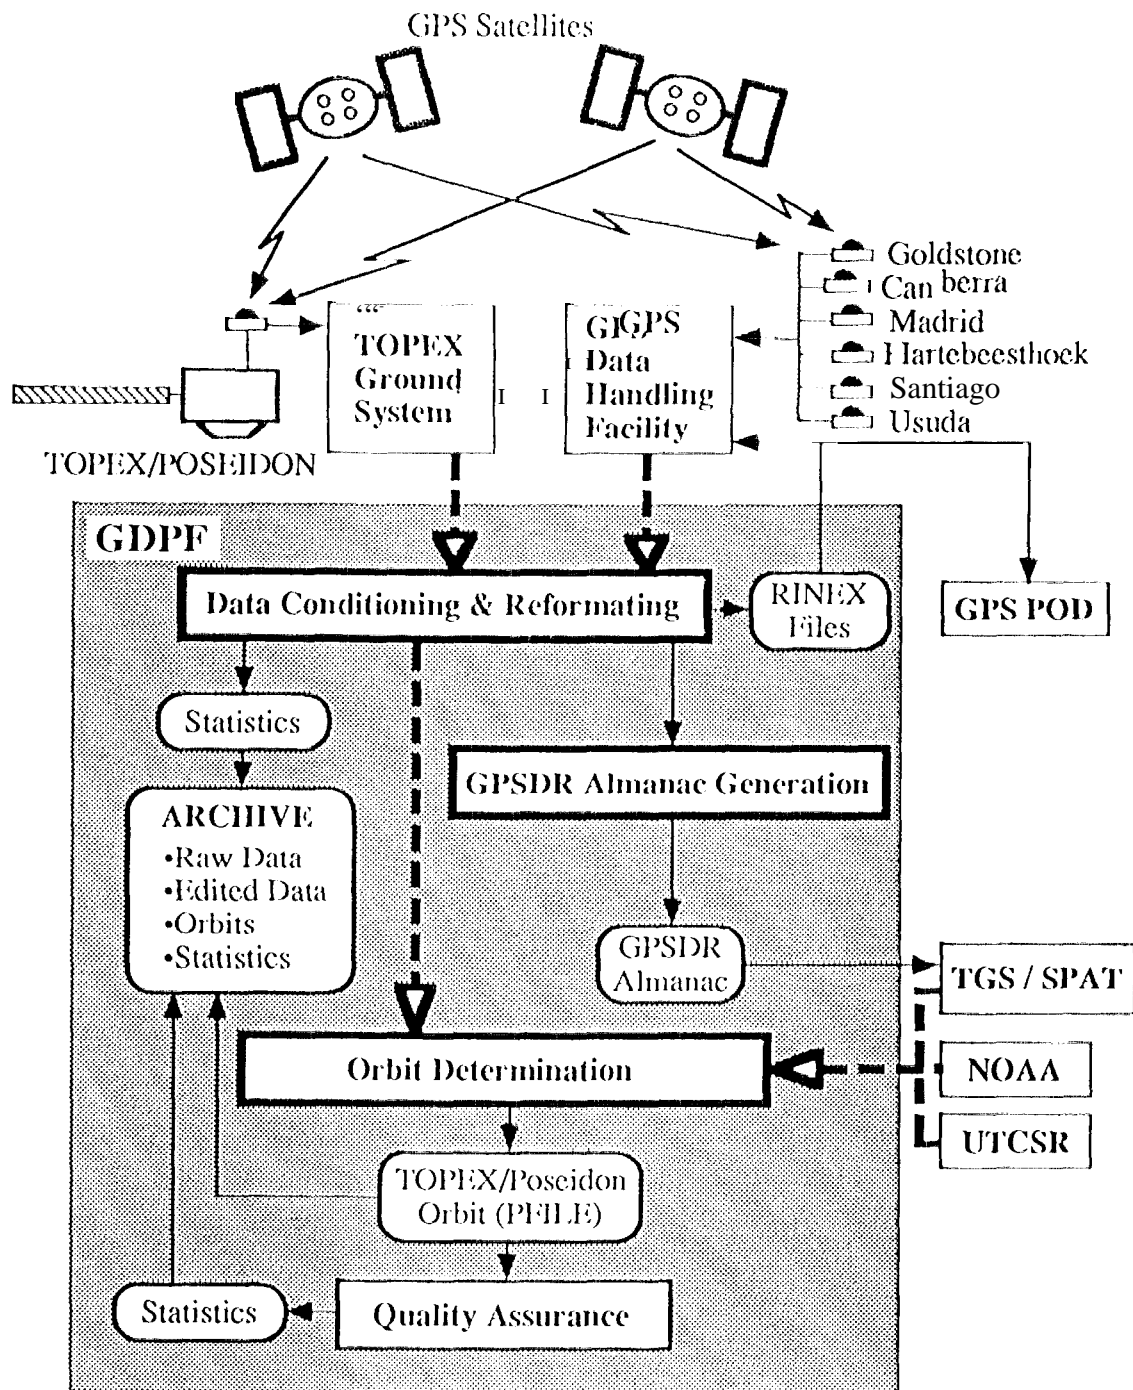 GPS Satellites
Goldstone
Canberra
Madrid
Hartebeesthoek
Santiago
Usuda
TOPEX
Ground
System
GPS
Data
Handling
Facility
TOPEX/POSEIDON
GDPF
Data Conditioning & Reformating
RINEX
Files
GPS POD
Statistics
GPSDR Almanac Generation
ARCHIVE
•Raw Data
•Edited Data
•Orbits
•Statistics
GPSDR
Almanac
TGS / SPAT
Orbit Determination
NOAA
UTCSR
TOPEX/Poseidon
Orbit (PFILE)
Statistics
Quality Assurance